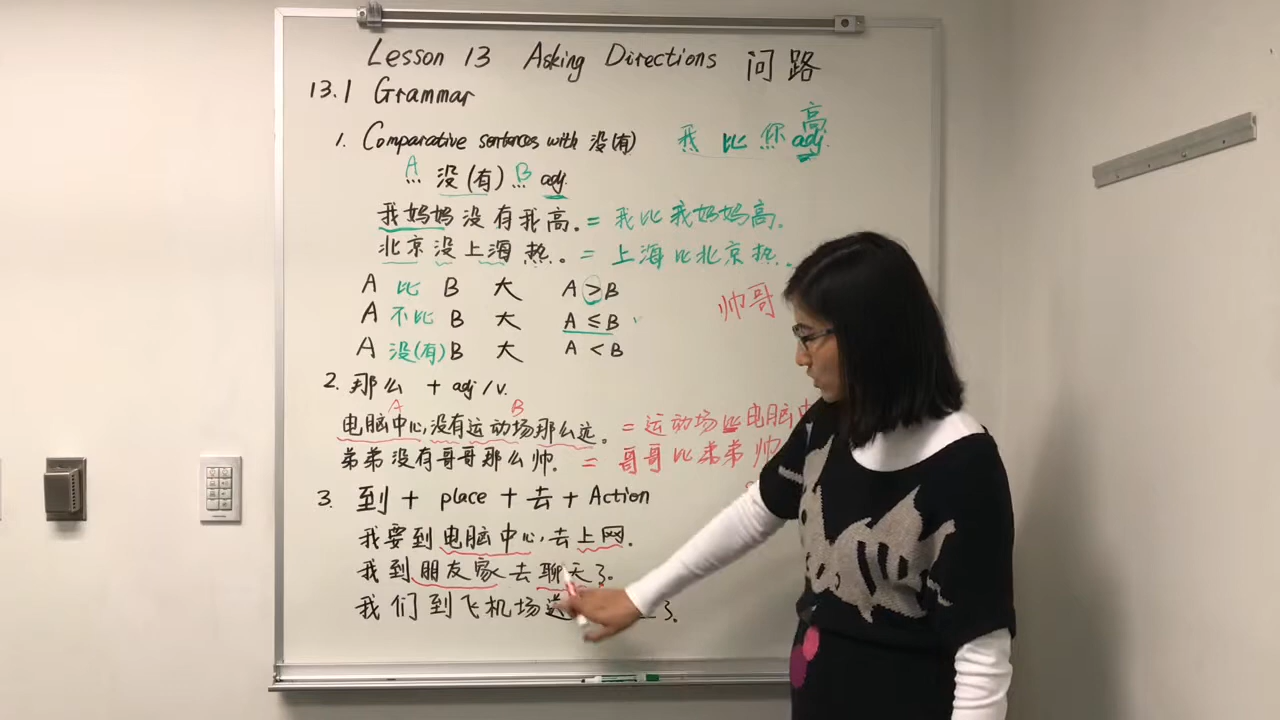 Lesson 13 Asking Directions 问路
13.1 Grammar
1. Comparative sentences with 没(有) 我 比 你 高 adj.
A B
... 没(有) ... adj.
我妈妈没有我高。= 我比我妈妈高。
北京没上海热。= 上海比北京热。
A 比 B 大 A > B
A 不比 B 大 A ≤ B
A 没(有) B 大 A < B
帅哥
2. 那么 + adj/v.
A B
电脑中心,没有运动场那么远。= 运动场比电脑
弟弟没有哥哥那么帅。= 哥哥比弟弟帅
3. 到 + place + 去 + Action
我要到电脑中心,去上网.
我到朋友家去聊天了。
我们到飞机场送 了.